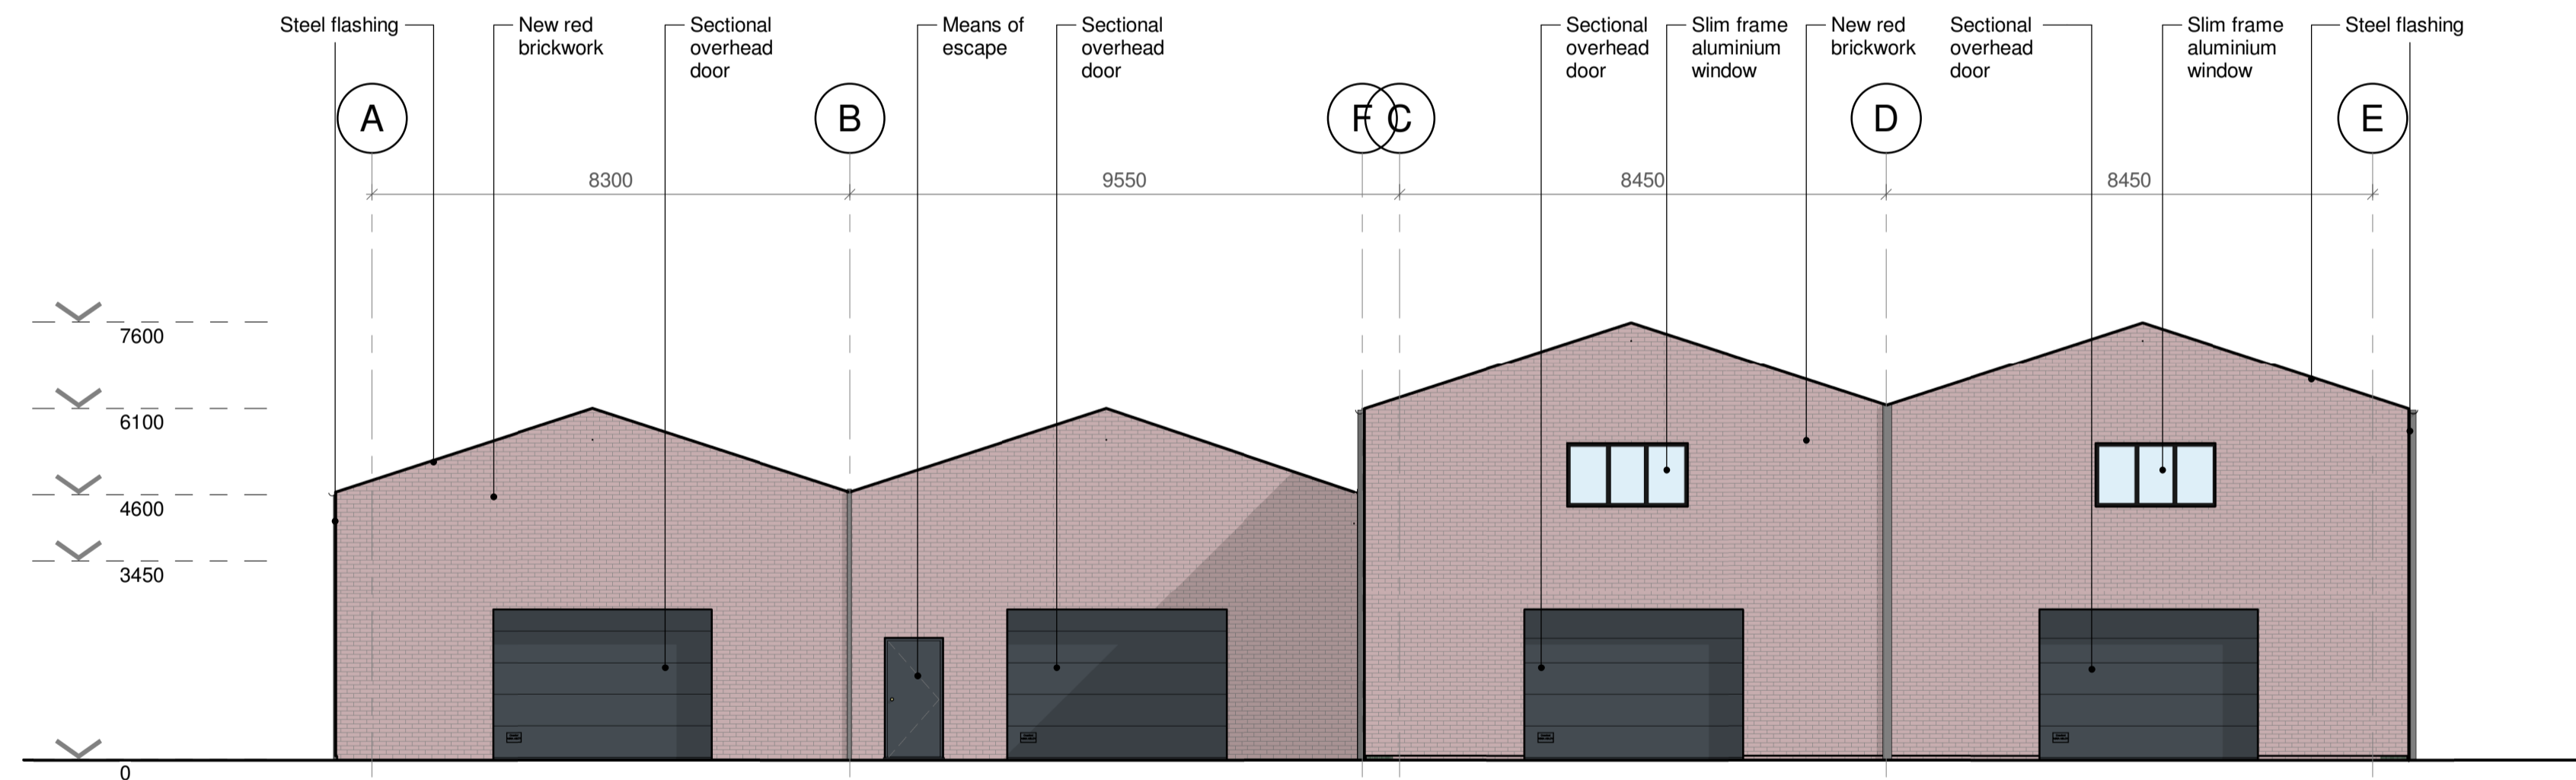 Steel flashing
New red
brickwork
Sectional
overhead
door
Means of
escape
Sectional
overhead
door
Sectional
overhead
door
Slim frame
aluminium
window
New red
brickwork
Sectional
overhead
door
Slim frame
aluminium
window
Steel flashing
A
B
F
C
D
E
8300
9550
8450
8450
7600
6100
4600
3450
0